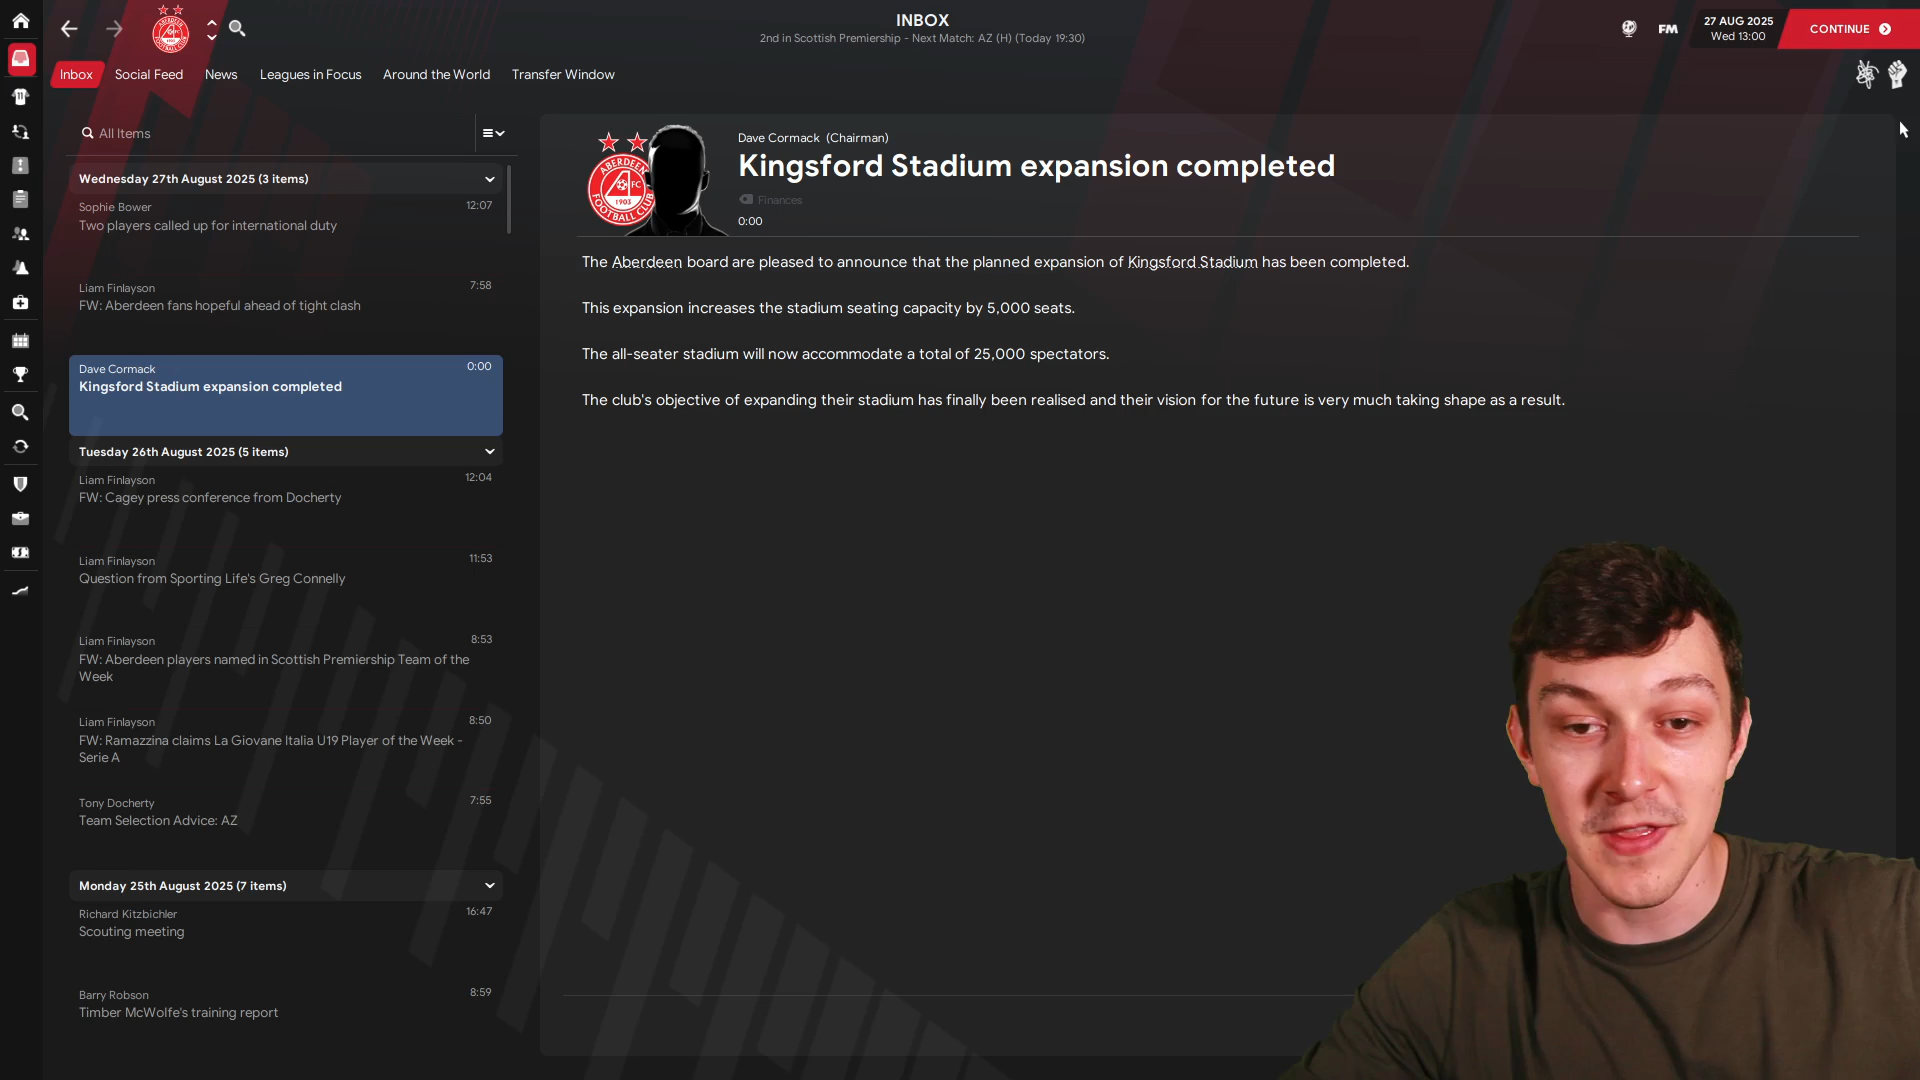 INBOX
2nd in Scottish Premiership - Next Match: AZ (H) (Today 19:30)
FM
27 AUG 2025
Wed 13:00
CONTINUE
Inbox
Social Feed
News
Leagues in Focus
Around the World
Transfer Window
All Items
Wednesday 27th August 2025 (3 items)
Sophie Bower
12:07
Two players called up for international duty
Liam Finlayson
7:58
FW: Aberdeen fans hopeful ahead of tight clash
Dave Cormack
0:00
Kingsford Stadium expansion completed
Tuesday 26th August 2025 (5 items)
Liam Finlayson
12:04
FW: Cagey press conference from Docherty
Liam Finlayson
11:53
Question from Sporting Life's Greg Connelly
Liam Finlayson
8:53
FW: Aberdeen players named in Scottish Premiership Team of the
Week
Liam Finlayson
8:50
FW: Ramazzina claims La Giovane Italia U19 Player of the Week -
Serie A
Tony Docherty
7:55
Team Selection Advice: AZ
Monday 25th August 2025 (7 items)
Richard Kitzbichler
16:47
Scouting meeting
Barry Robson
8:59
Timber McWolfe's training report
ABERDEEN
FC
1903
FOOTBALL CLUB
Dave Cormack (Chairman)
Kingsford Stadium expansion completed
Finances
0:00
The Aberdeen board are pleased to announce that the planned expansion of Kingsford Stadium has been completed.
This expansion increases the stadium seating capacity by 5,000 seats.
The all-seater stadium will now accommodate a total of 25,000 spectators.
The club's objective of expanding their stadium has finally been realised and their vision for the future is very much taking shape as a result.